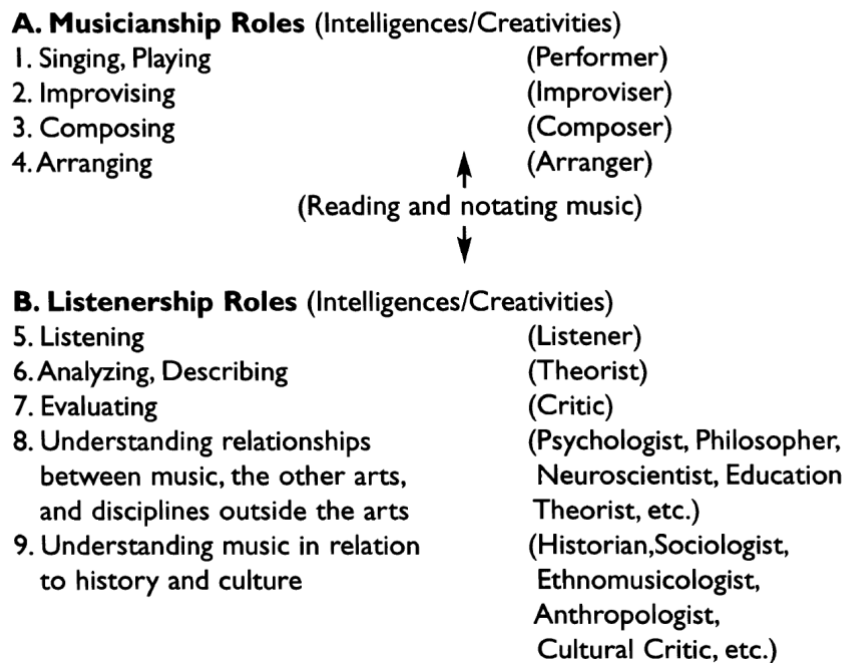 A. Musicianship Roles (Intelligences/Creativities)
1. Singing, Playing (Performer)
2. Improvising (Improviser)
3. Composing (Composer)
4. Arranging (Arranger)
(Reading and notating music)
B. Listenership Roles (Intelligences/Creativities)
5. Listening (Listener)
6. Analyzing, Describing (Theorist)
7. Evaluating (Critic)
8. Understanding relationships (Psychologist, Philosopher,
between music, the other arts, Neuroscientist, Education
and disciplines outside the arts Theorist, etc.)
9. Understanding music in relation (Historian,Sociologist,
to history and culture Ethnomusicologist,
Anthropologist,
Cultural Critic, etc.)